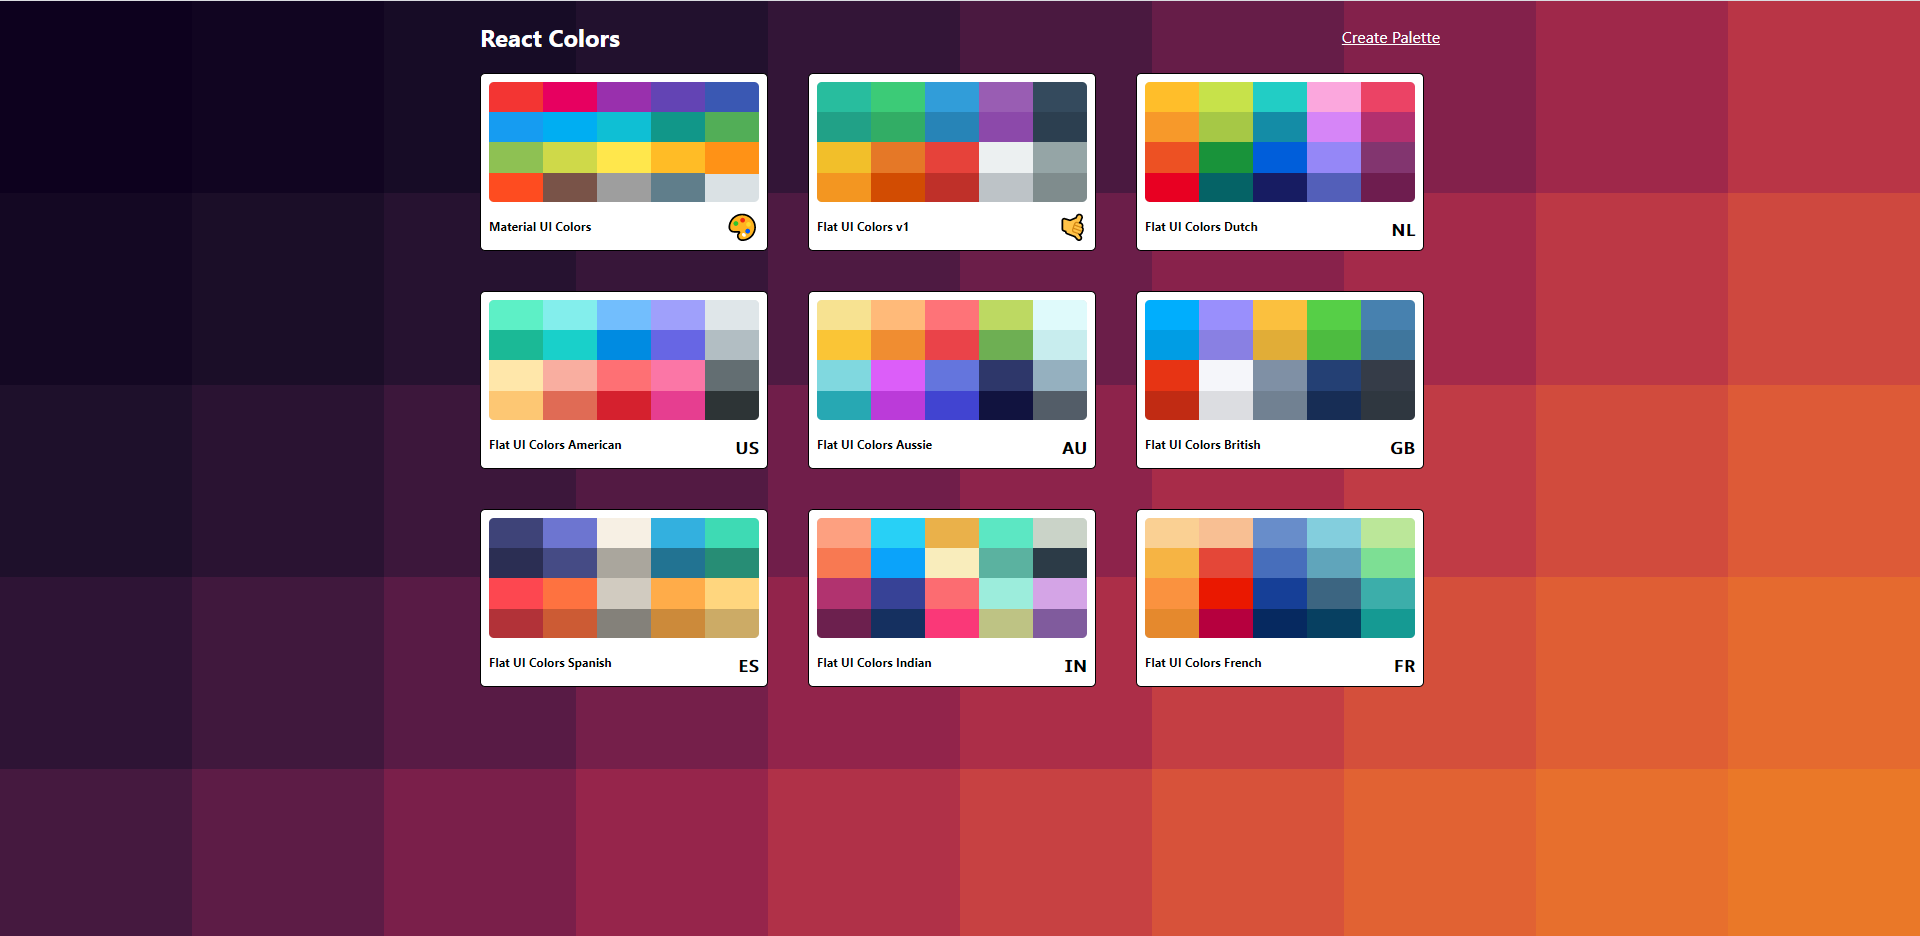 React Colors
Create Palette
Material UI Colors
Flat UI Colors v1
Flat UI Colors Dutch NL
Flat UI Colors American US
Flat UI Colors Aussie AU
Flat UI Colors British GB
Flat UI Colors Spanish ES
Flat UI Colors Indian IN
Flat UI Colors French FR